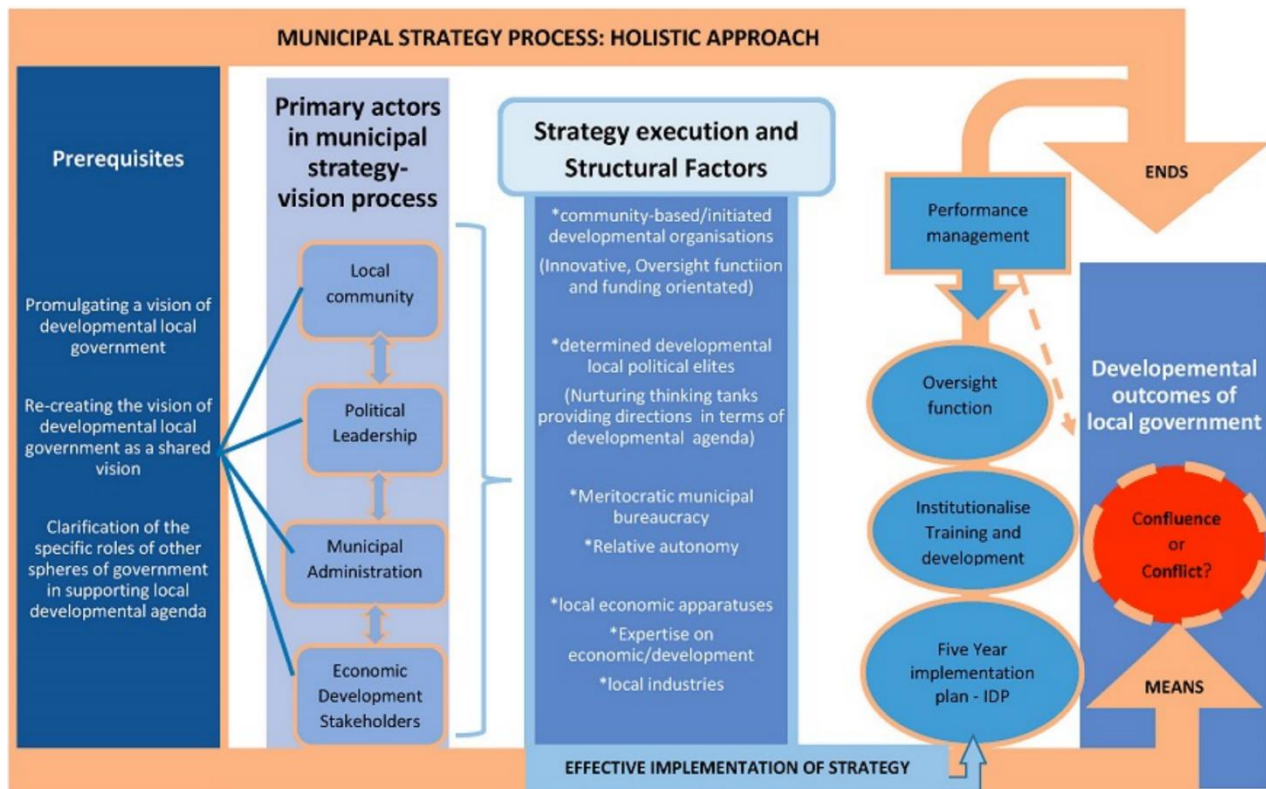 MUNICIPAL STRATEGY PROCESS: HOLISTIC APPROACH
Prerequisites
Promulgating a vision of
developmental local
government
Re-creating the vision of
developmental local
government as a shared
vision
Clarification of the
specific roles of other
spheres of government
in supporting local
developmental agenda
Primary actors
in municipal
strategy-
vision process
Local
community
Political
Leadership
Municipal
Administration
Economic
Development
Stakeholders
Strategy execution and
Structural Factors
*community-based/initiated
developmental organisations
(Innovative, Oversight functiion
and funding orientated)
*determined developmental
local political elites
(Nurturing thinking tanks
providing directions in terms of
developmental agenda)
*Meritocratic municipal
bureaucracy
*Relative autonomy
*local economic apparatuses
*Expertise on
economic/development
*local industries
EFFECTIVE IMPLEMENTATION OF STRATEGY
Performance
management
Oversight
function
Institutionalise
Training and
development
Five Year
implementation
plan - IDP
ENDS
Developemental
outcomes of
local government
Confluence
or
Conflict?
MEANS